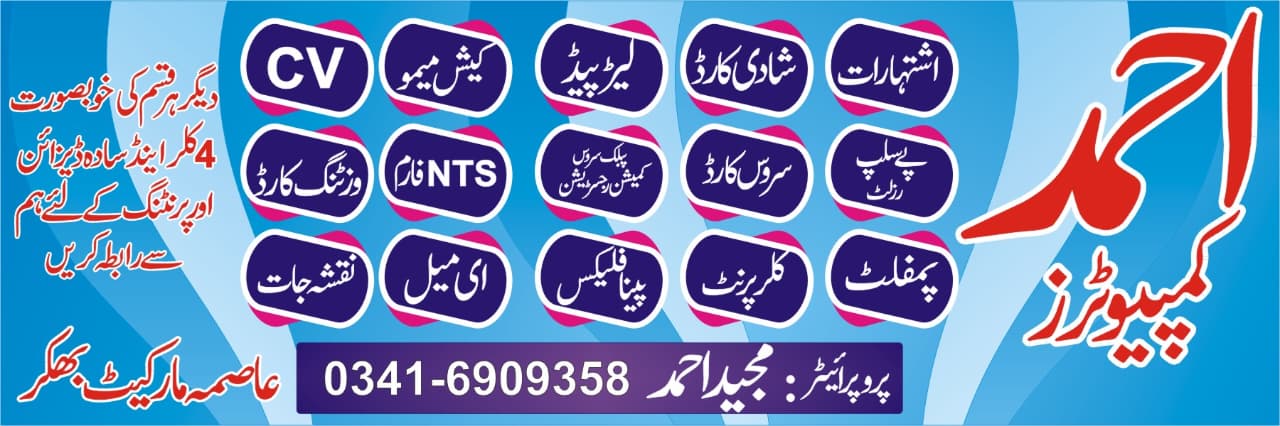 احمد
کمپیوٹرز
اشتہارات
شادی کارڈ
لیڑ پیڈ
کیش میمو
CV
پے سلپ
رزلٹ
سروس کارڈ
پبلک سروس
کمیشن رجسٹریشن
NTS فارم
وزٹنگ کارڈ
پمفلٹ
کلر پرنٹ
پینا فلیکس
ای میل
نقشہ جات
دیگر ہر قسم کی خوبصورت
4 کلر اینڈ سادہ ڈیزائن
اور پرنٹنگ کے لئے ہم
سے رابطہ کریں
پروپرائیٹر: مجید احمد 0341-6909358
عاصمہ مارکیٹ بھکر